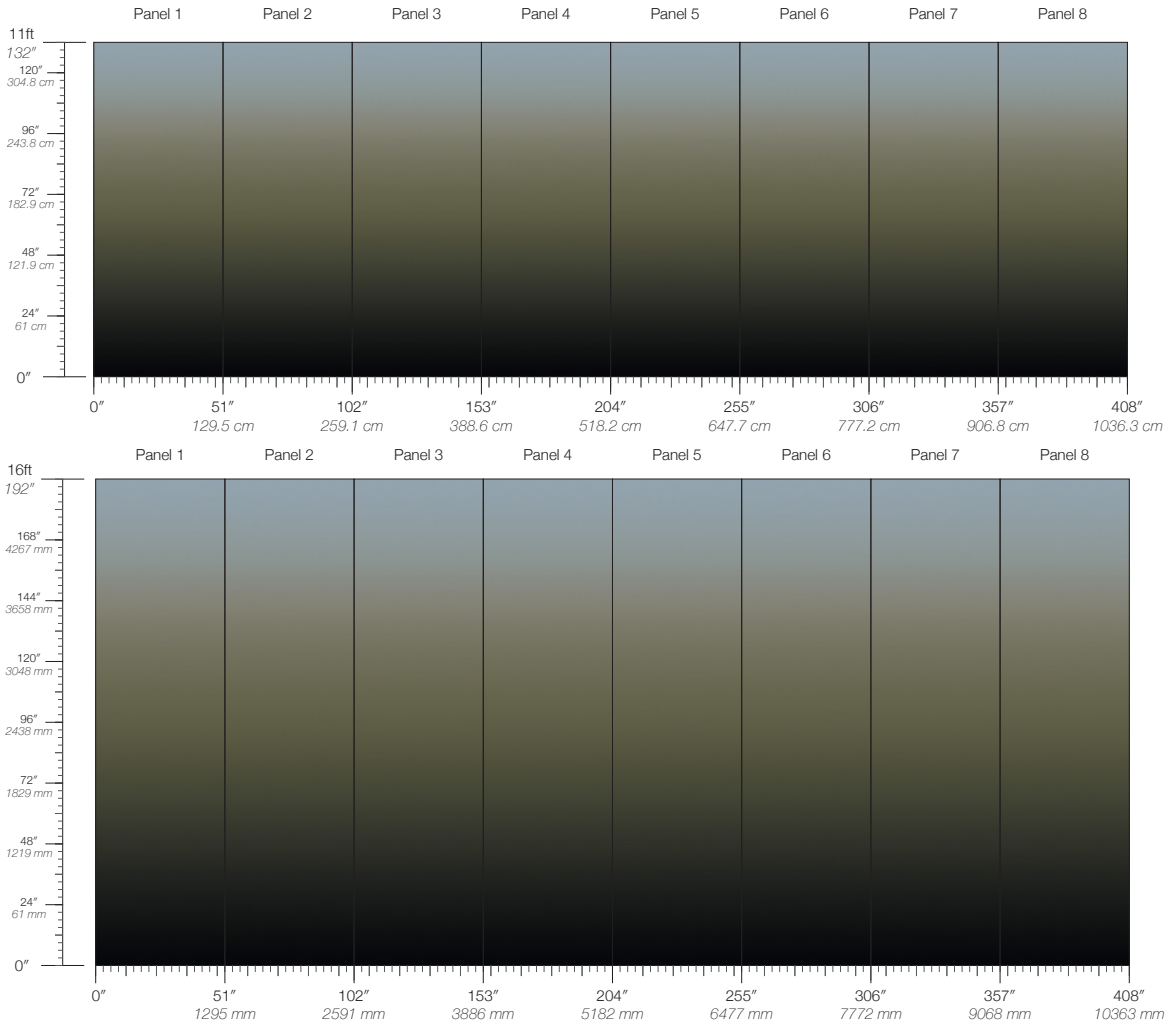 Panel 1 Panel 2 Panel 3 Panel 4 Panel 5 Panel 6 Panel 7 Panel 8
11ft
132″
120″
304.8 cm
96″
243.8 cm
72″
182.9 cm
48″
121.9 cm
24″
61 cm
0″
0″ 51″ 102″ 153″ 204″ 255″ 306″ 357″ 408″
129.5 cm 259.1 cm 388.6 cm 518.2 cm 647.7 cm 777.2 cm 906.8 cm 1036.3 cm
Panel 1 Panel 2 Panel 3 Panel 4 Panel 5 Panel 6 Panel 7 Panel 8
16ft
192″
168″
4267 mm
144″
3658 mm
120″
3048 mm
96″
2438 mm
72″
1829 mm
48″
1219 mm
24″
61 mm
0″
0″ 51″ 102″ 153″ 204″ 255″ 306″ 357″ 408″
1295 mm 2591 mm 3886 mm 5182 mm 6477 mm 7772 mm 9068 mm 10363 mm